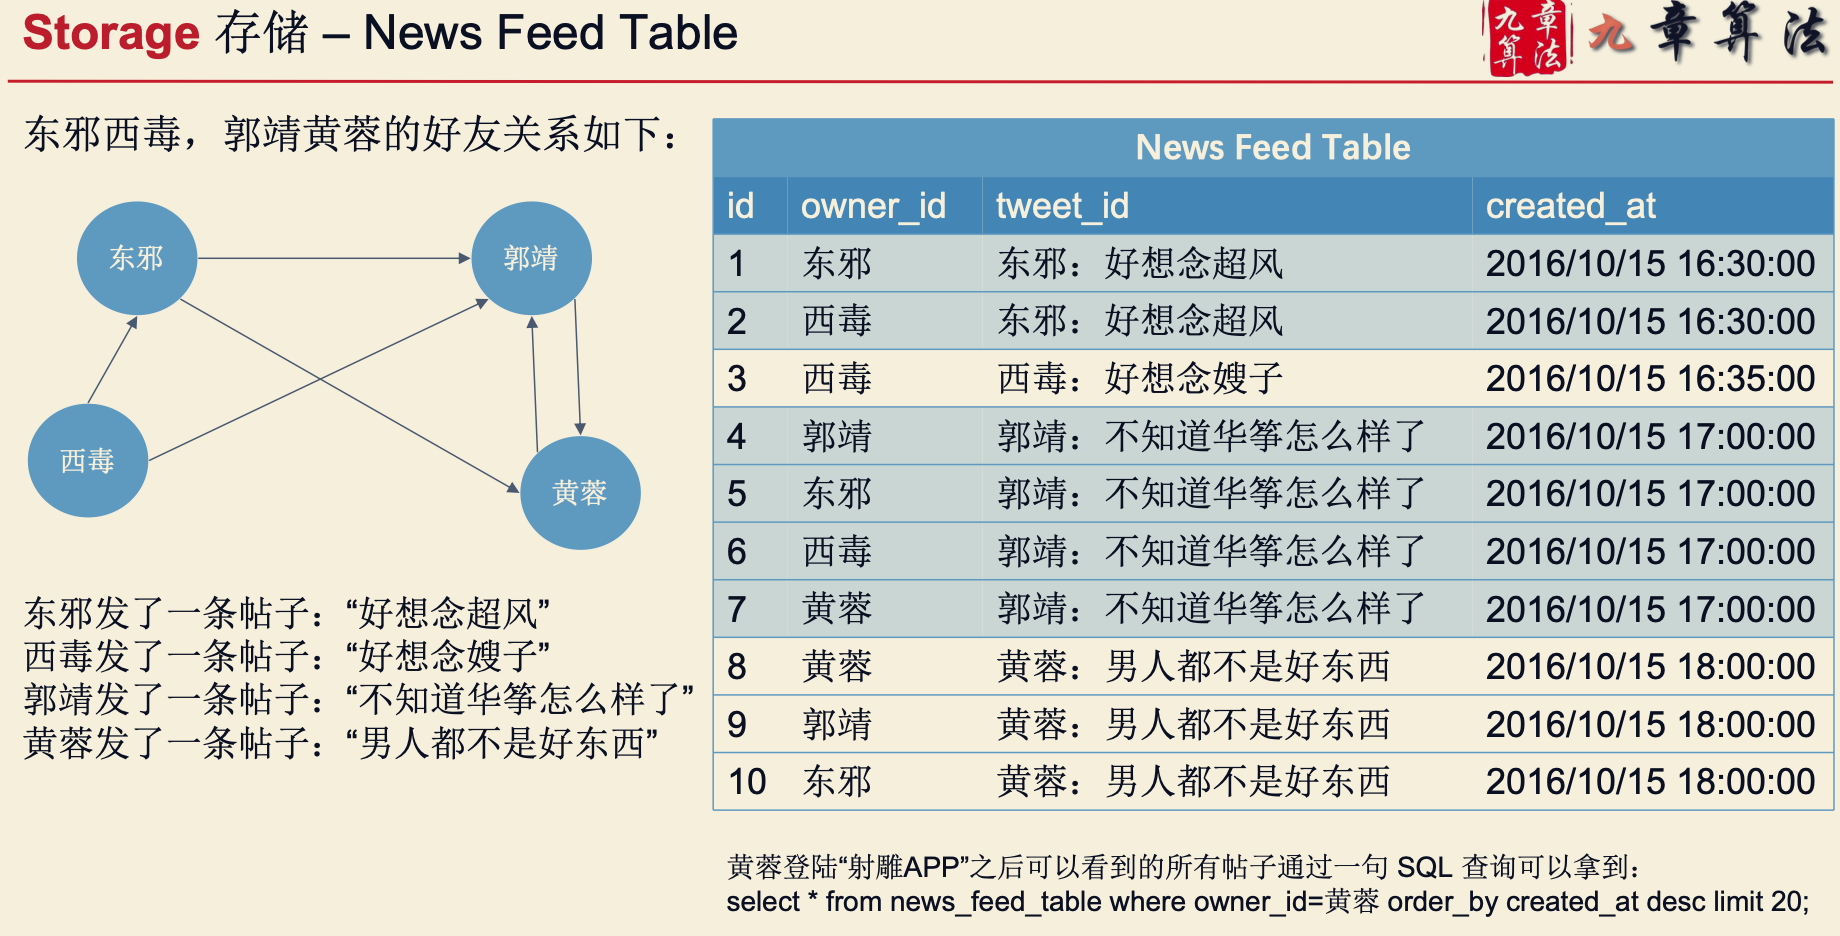 Storage 存储 – News Feed Table
九章算法
九章算法
东邪西毒，郭靖黄蓉的好友关系如下：
东邪
郭靖
西毒
黄蓉
东邪发了一条帖子：“好想念超风”
西毒发了一条帖子：“好想念嫂子”
郭靖发了一条帖子：“不知道华筝怎么样了”
黄蓉发了一条帖子：“男人都不是好东西”
News Feed Table
id owner_id tweet_id created_at
1 东邪 东邪：好想念超风 2016/10/15 16:30:00
2 西毒 东邪：好想念超风 2016/10/15 16:30:00
3 西毒 西毒：好想念嫂子 2016/10/15 16:35:00
4 郭靖 郭靖：不知道华筝怎么样了 2016/10/15 17:00:00
5 东邪 郭靖：不知道华筝怎么样了 2016/10/15 17:00:00
6 西毒 郭靖：不知道华筝怎么样了 2016/10/15 17:00:00
7 黄蓉 郭靖：不知道华筝怎么样了 2016/10/15 17:00:00
8 黄蓉 黄蓉：男人都不是好东西 2016/10/15 18:00:00
9 郭靖 黄蓉：男人都不是好东西 2016/10/15 18:00:00
10 东邪 黄蓉：男人都不是好东西 2016/10/15 18:00:00
黄蓉登陆“射雕APP”之后可以看到的所有帖子通过一句 SQL 查询可以拿到：
select * from news_feed_table where owner_id=黄蓉 order_by created_at desc limit 20;